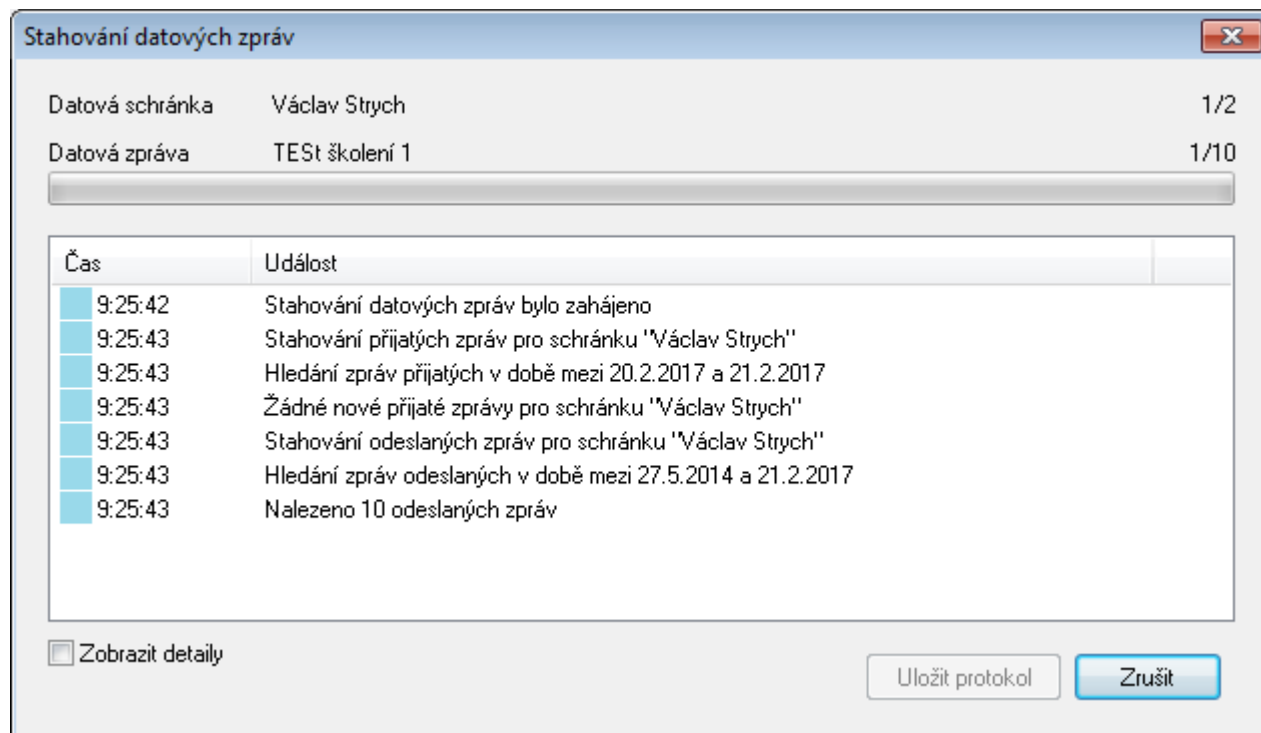 Stahování datových zpráv
Datová schránka Václav Strych 1/2
Datová zpráva TESt školení 1 1/10
Čas Událost
9:25:42 Stahování datových zpráv bylo zahájeno
9:25:43 Stahování přijatých zpráv pro schránku "Václav Strych"
9:25:43 Hledání zpráv přijatých v době mezi 20.2.2017 a 21.2.2017
9:25:43 Žádné nové přijaté zprávy pro schránku "Václav Strych"
9:25:43 Stahování odeslaných zpráv pro schránku "Václav Strych"
9:25:43 Hledání zpráv odeslaných v době mezi 27.5.2014 a 21.2.2017
9:25:43 Nalezeno 10 odeslaných zpráv
Zobrazit detaily
Uložit protokol Zrušit